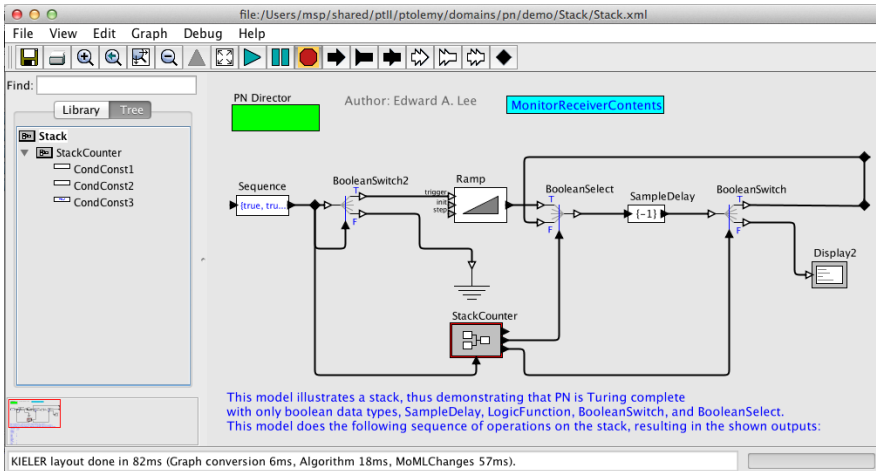 file:/Users/msp/shared/ptII/ptolemy/domains/pn/demo/Stack/Stack.xml
File View Edit Graph Debug Help
Find:
Library Tree
Stack
StackCounter
CondConst1
CondConst2
CondConst3
PN Director
Author: Edward A. Lee
MonitorReceiverContents
Sequence
{true, tru...
BooleanSwitch2
T
F
Ramp
trigger
init
step
BooleanSelect
T
F
SampleDelay
{-1}
BooleanSwitch
T
F
Display2
StackCounter
This model illustrates a stack, thus demonstrating that PN is Turing complete
with only boolean data types, SampleDelay, LogicFunction, BooleanSwitch, and BooleanSelect.
This model does the following sequence of operations on the stack, resulting in the shown outputs:
KIELER layout done in 82ms (Graph conversion 6ms, Algorithm 18ms, MoMLChanges 57ms).